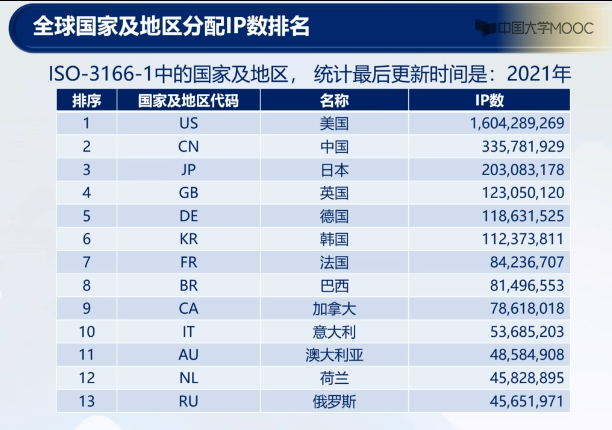 全球国家及地区分配IP数排名
中国大学MOOC
ISO-3166-1中的国家及地区， 统计最后更新时间是：2021年
排序 国家及地区代码 名称 IP数
1 US 美国 1,604,289,269
2 CN 中国 335,781,929
3 JP 日本 203,083,178
4 GB 英国 123,050,120
5 DE 德国 118,631,525
6 KR 韩国 112,373,811
7 FR 法国 84,236,707
8 BR 巴西 81,496,553
9 CA 加拿大 78,618,018
10 IT 意大利 53,685,203
11 AU 澳大利亚 48,584,908
12 NL 荷兰 45,828,895
13 RU 俄罗斯 45,651,971